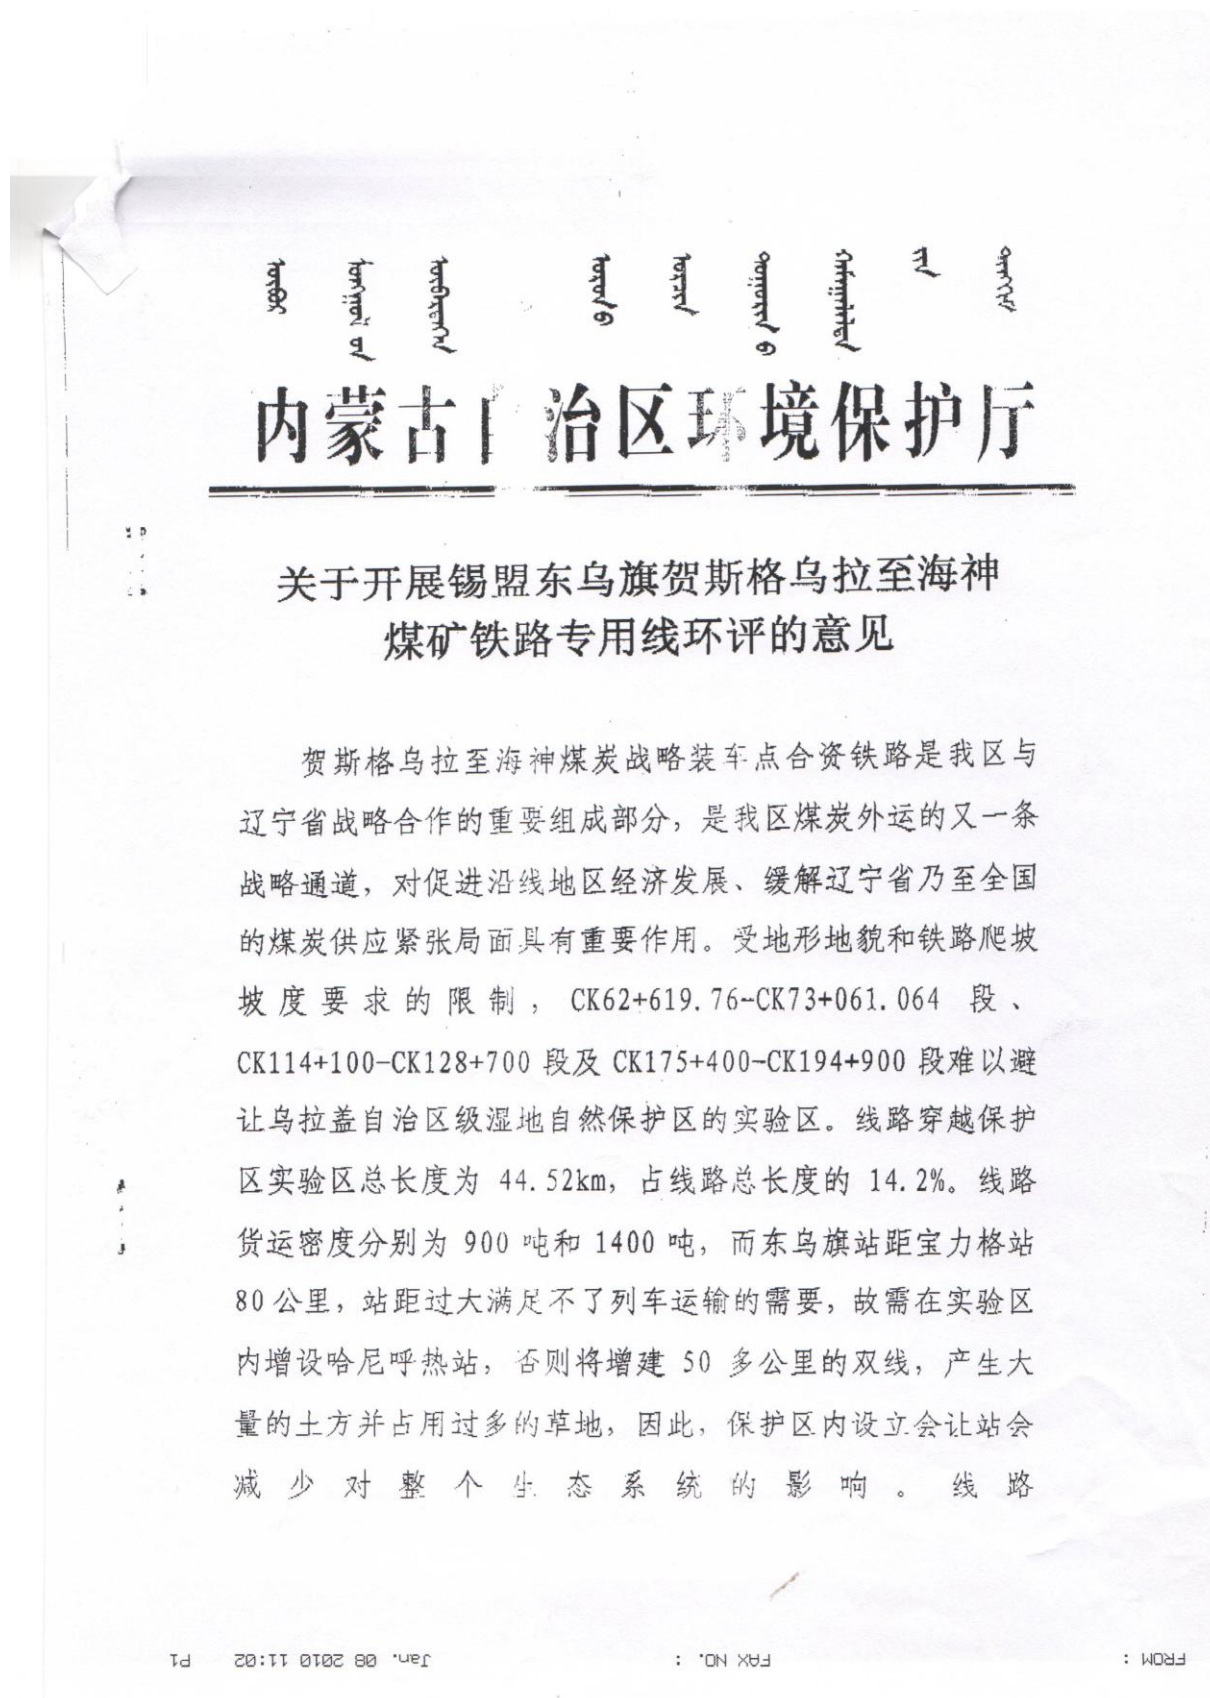 内蒙古自治区环境保护厅
关于开展锡盟东乌旗贺斯格乌拉至海神
煤矿铁路专用线环评的意见
贺斯格乌拉至海神煤炭战略装车点合资铁路是我区与
辽宁省战略合作的重要组成部分，是我区煤炭外运的又一条
战略通道，对促进沿线地区经济发展、缓解辽宁省乃至全国
的煤炭供应紧张局面具有重要作用。受地形地貌和铁路爬坡
坡度要求的限制，CK62+619.76-CK73+061.064 段、
CK114+100-CK128+700 段及 CK175+400-CK194+900 段难以避
让乌拉盖自治区级湿地自然保护区的实验区。线路穿越保护
区实验区总长度为 44.52km，占线路总长度的 14.2%。线路
货运密度分别为 900 吨和 1400 吨，而东乌旗站距宝力格站
80 公里，站距过大满足不了列车运输的需要，故需在实验区
内增设哈尼呼热站，否则将增建 50 多公里的双线，产生大
量的土方并占用过多的草地，因此，保护区内设立会让站会
减少对整个生态系统的影响。线路
FROM : FAX NO. : Jan. 08 2010 11:02 P1